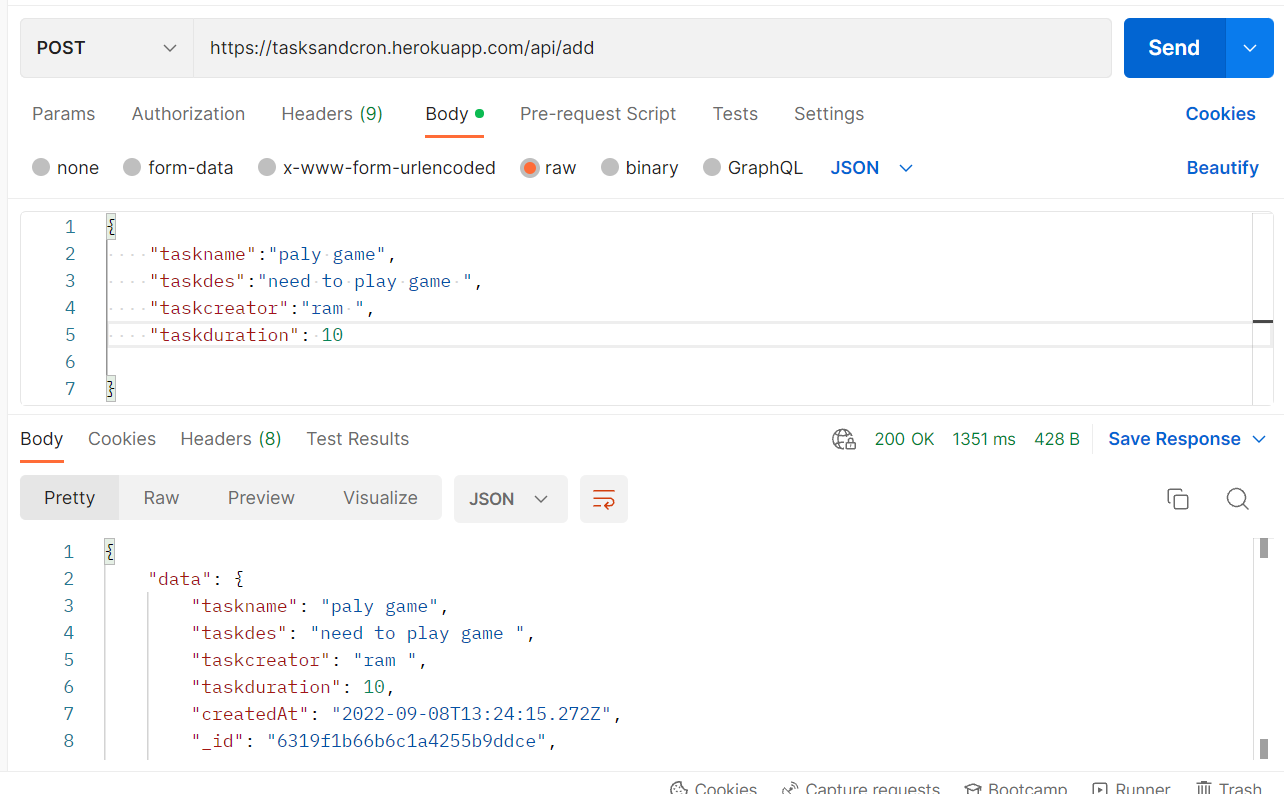 POST https://tasksandcron.herokuapp.com/api/add Send
Params Authorization Headers (9) Body Pre-request Script Tests Settings Cookies
none form-data x-www-form-urlencoded raw binary GraphQL JSON Beautify
1 {
2 "taskname":"paly game",
3 "taskdes":"need to play game ",
4 "taskcreator":"ram ",
5 "taskduration": 10
6
7 }
Body Cookies Headers (8) Test Results 200 OK 1351 ms 428 B Save Response
Pretty Raw Preview Visualize JSON
1 {
2 "data": {
3 "taskname": "paly game",
4 "taskdes": "need to play game ",
5 "taskcreator": "ram ",
6 "taskduration": 10,
7 "createdAt": "2022-09-08T13:24:15.272Z",
8 "_id": "6319f1b66b6c1a4255b9ddce",
Cookies Capture requests Bootcamp Runner Trash